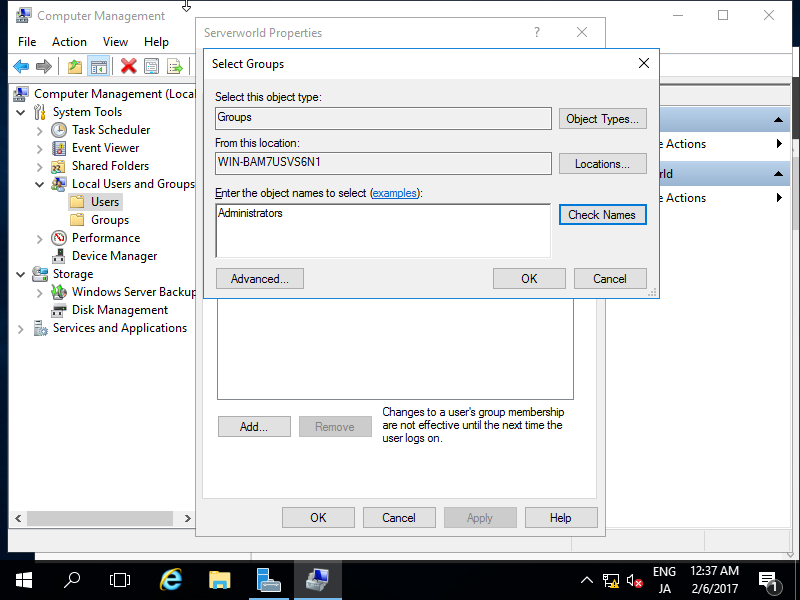 Computer Management
File Action View Help
Computer Management (Local
System Tools
Task Scheduler
Event Viewer
Shared Folders
Local Users and Groups
Users
Groups
Performance
Device Manager
Storage
Windows Server Backup
Disk Management
Services and Applications
Serverworld Properties
?
Select Groups
Select this object type:
Groups
Object Types...
From this location:
WIN-BAM7USVS6N1
Locations...
Enter the object names to select (examples):
Administrators
Check Names
Advanced...
OK
Cancel
Add...
Remove
Changes to a user's group membership
are not effective until the next time the
user logs on.
OK
Cancel
Apply
Help
e Actions
rld
e Actions
ENG
JA
12:37 AM
2/6/2017
1